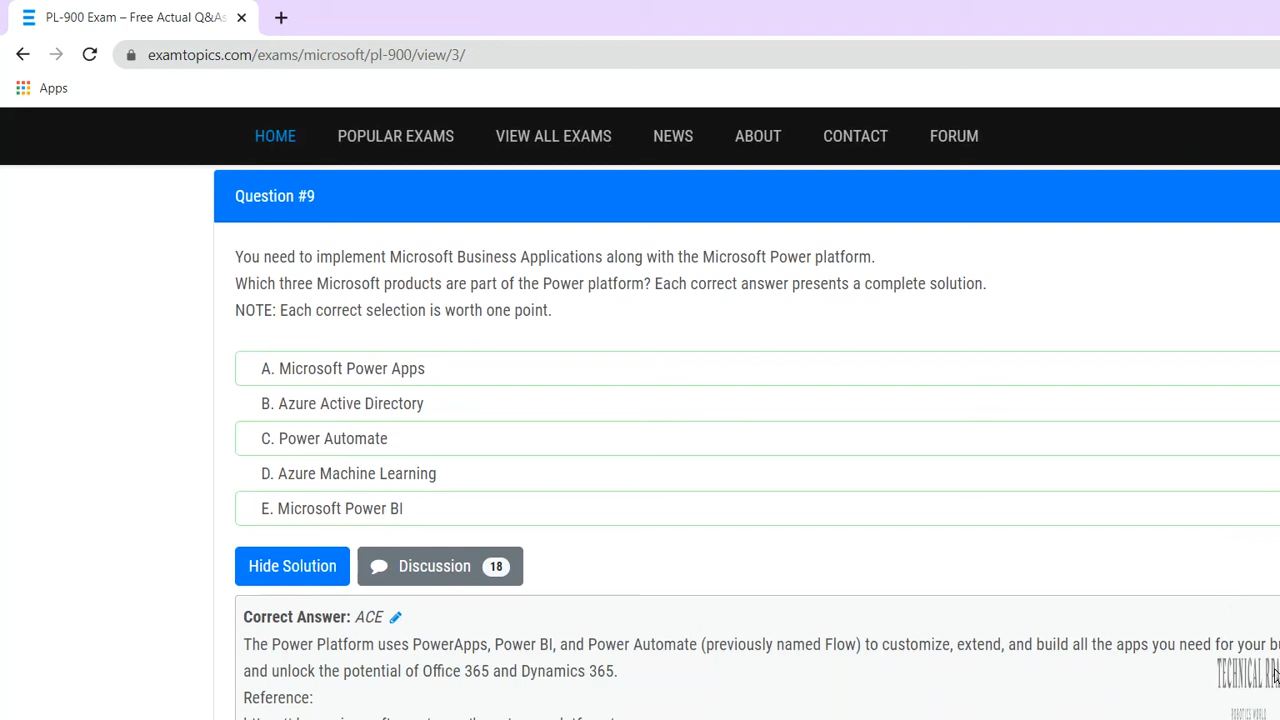 PL-900 Exam – Free Actual Q&As
examtopics.com/exams/microsoft/pl-900/view/3/
Apps
HOME POPULAR EXAMS VIEW ALL EXAMS NEWS ABOUT CONTACT FORUM
Question #9
You need to implement Microsoft Business Applications along with the Microsoft Power platform.
Which three Microsoft products are part of the Power platform? Each correct answer presents a complete solution.
NOTE: Each correct selection is worth one point.
A. Microsoft Power Apps
B. Azure Active Directory
C. Power Automate
D. Azure Machine Learning
E. Microsoft Power BI
Hide Solution Discussion 18
Correct Answer: ACE
The Power Platform uses PowerApps, Power BI, and Power Automate (previously named Flow) to customize, extend, and build all the apps you need for your
and unlock the potential of Office 365 and Dynamics 365.
TECHNICAL
Reference:
ROBOTICS WORLD